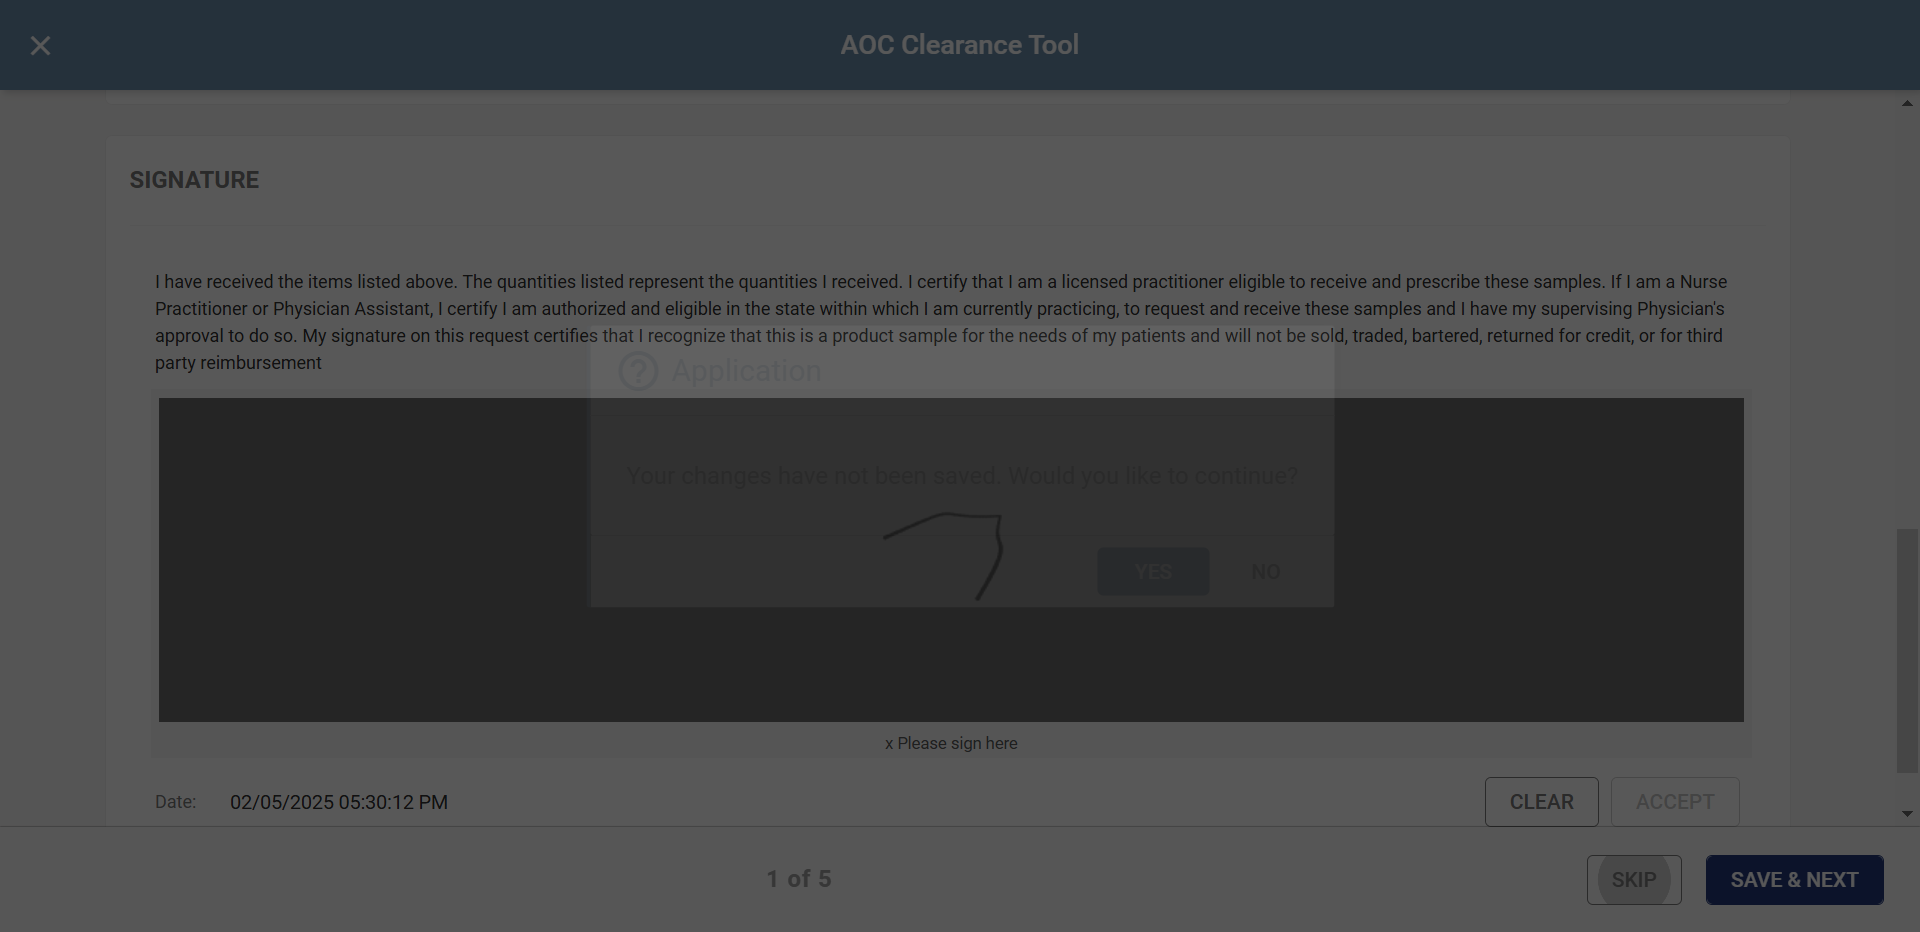 AOC Clearance Tool
SIGNATURE
I have received the items listed above. The quantities listed represent the quantities I received. I certify that I am a licensed practitioner eligible to receive and prescribe these samples. If I am a Nurse
Practitioner or Physician Assistant, I certify I am authorized and eligible in the state within which I am currently practicing, to request and receive these samples and I have my supervising Physician's
approval to do so. My signature on this request certifies that I recognize that this is a product sample for the needs of my patients and will not be sold, traded, bartered, returned for credit, or for third
party reimbursement
Application
Your changes have not been saved. Would you like to continue?
YES NO
x Please sign here
Date: 02/05/2025 05:30:12 PM
CLEAR ACCEPT
1 of 5
SKIP SAVE & NEXT